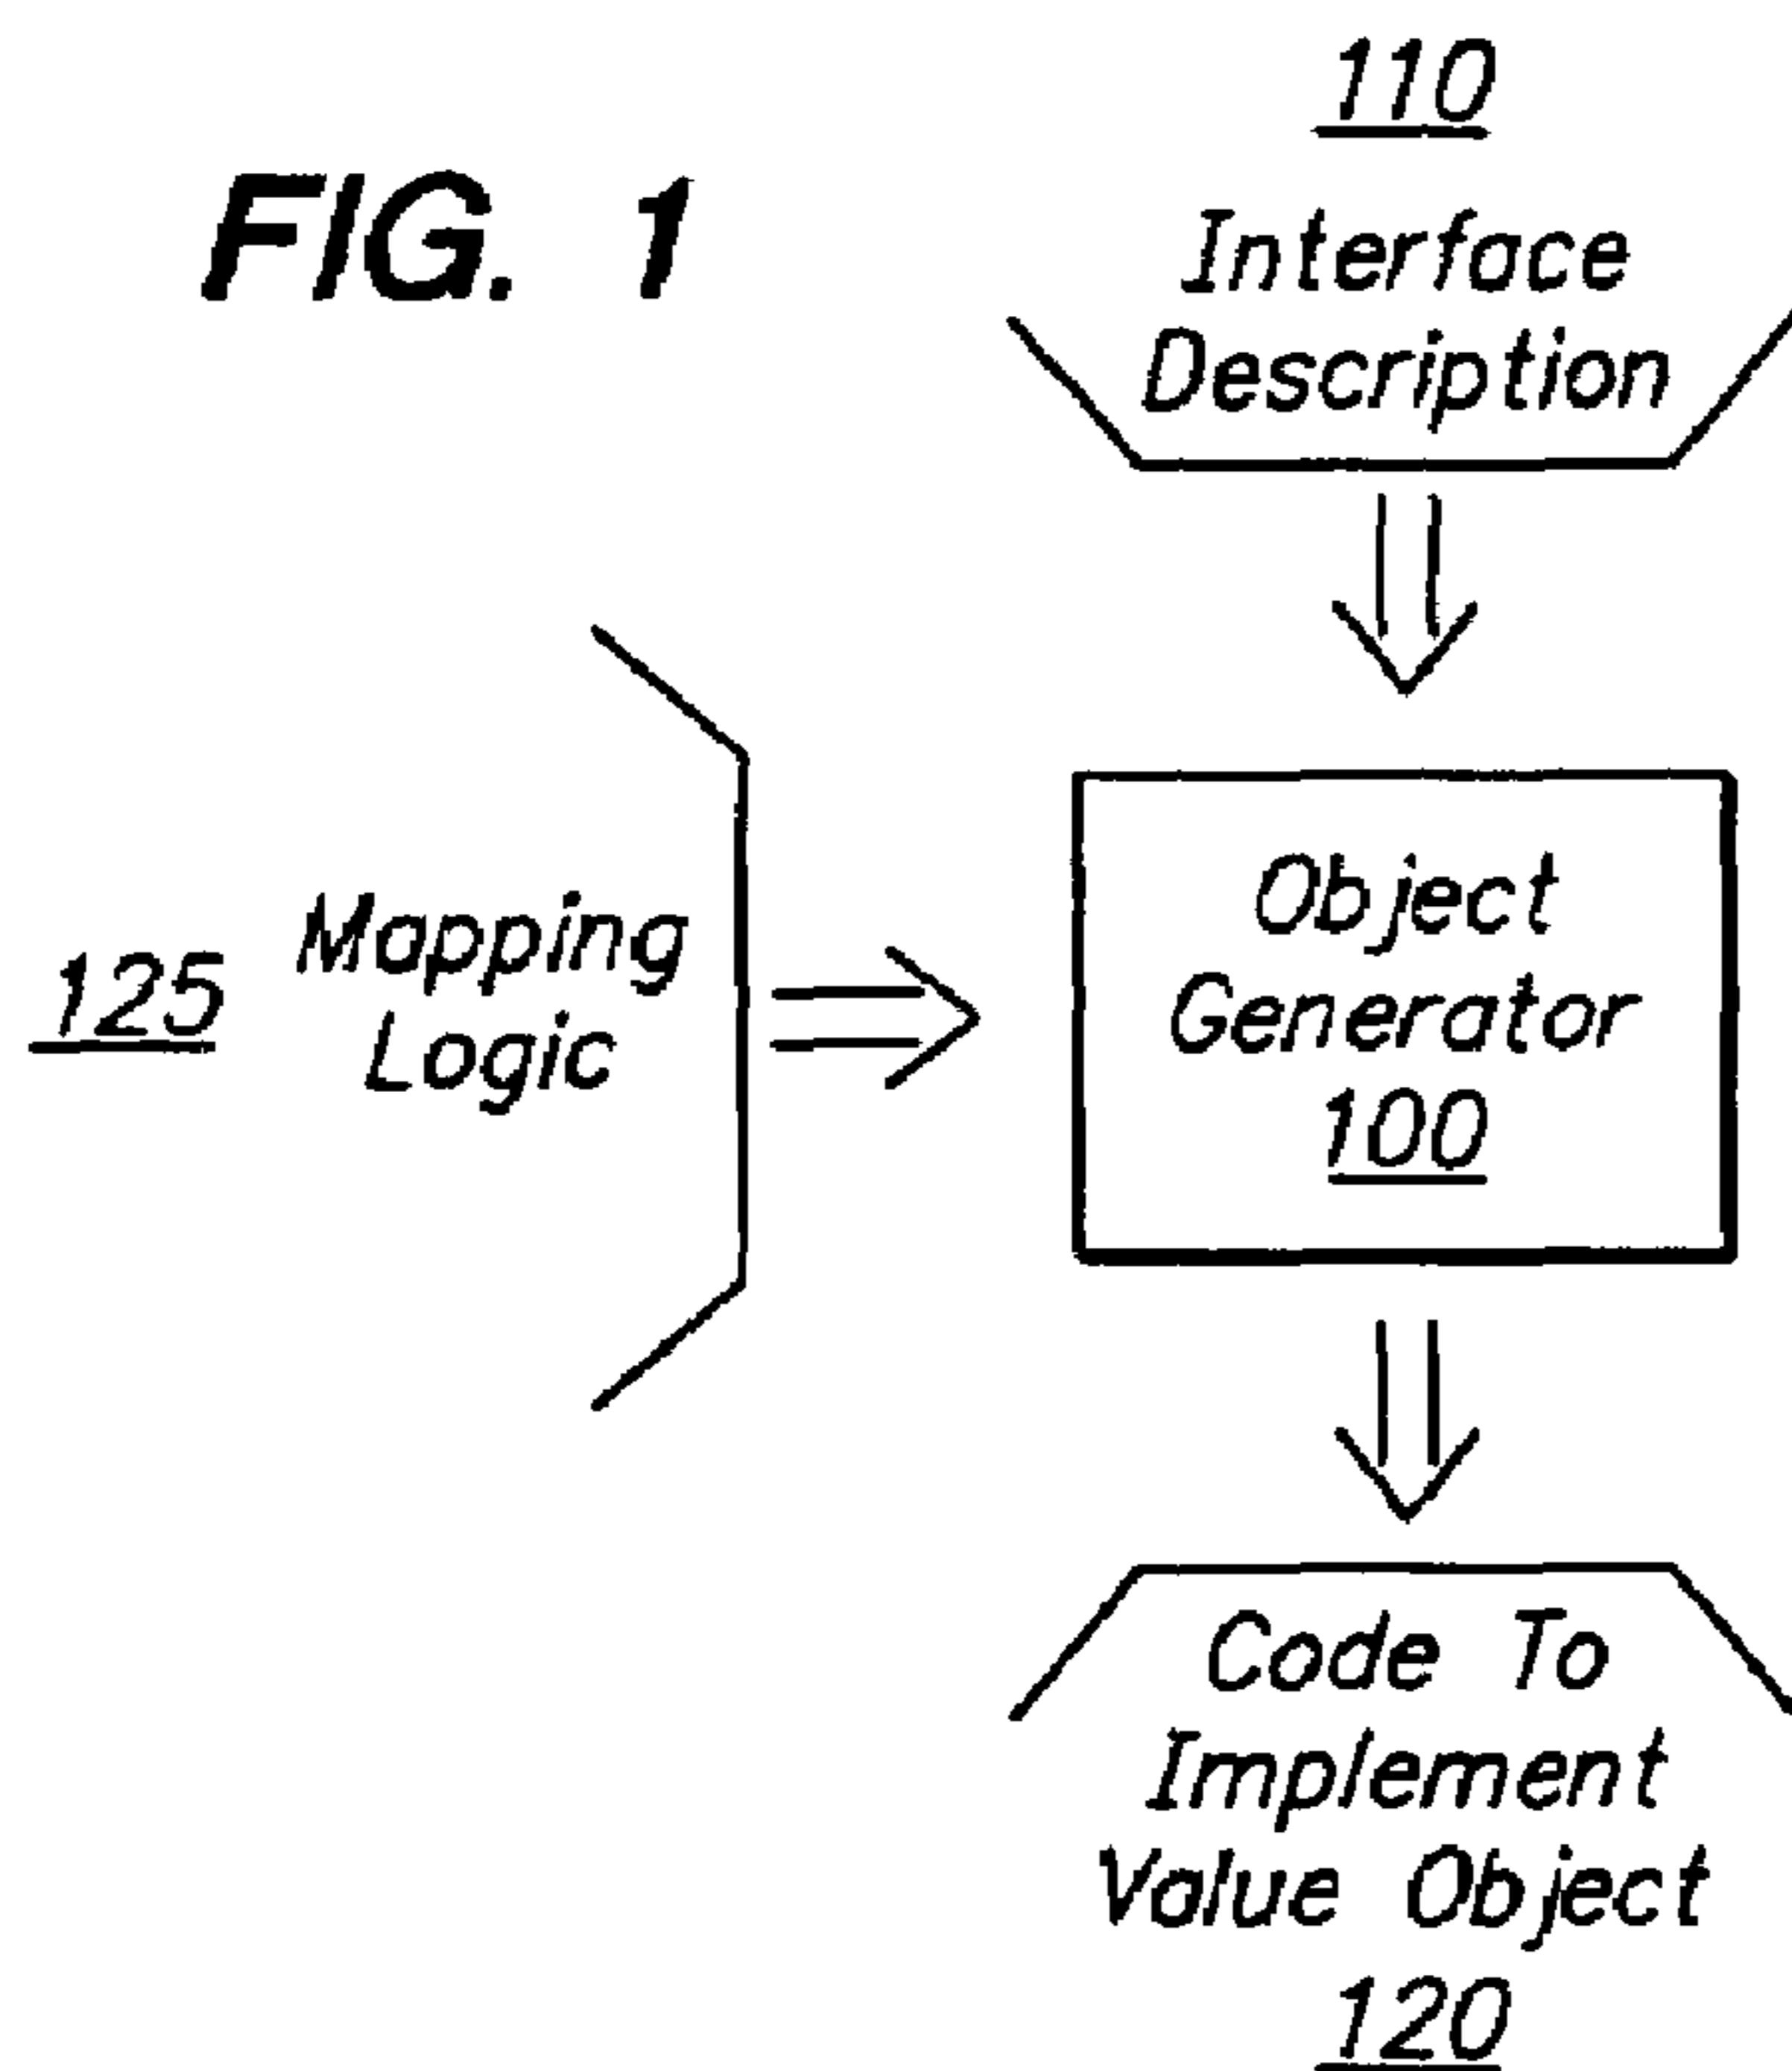 FIG. 1
110
Interface
Description
125
Mapping
Logic
Object
Generator
100
Code To
Implement
Value Object
120